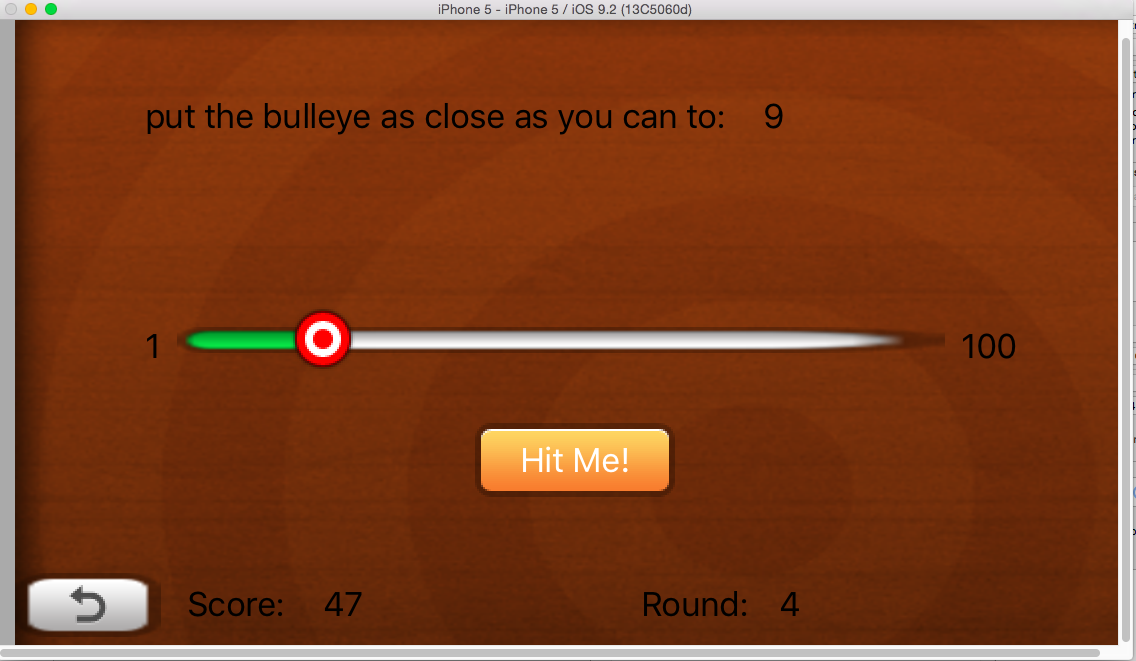 iPhone 5 - iPhone 5 / iOS 9.2 (13C5060d)
put the bulleye as close as you can to: 9
1 100
Hit Me!
Score: 47 Round: 4